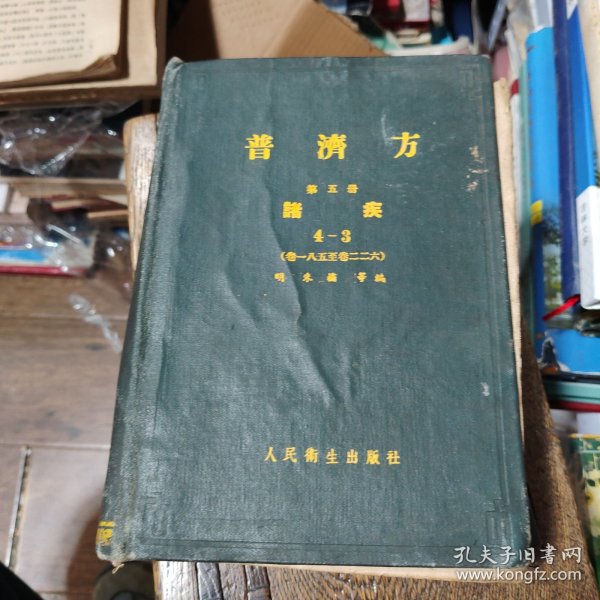 普濟方
第五册
諸疾
4-3
(卷一八五至卷二二六)
明 朱橚 等編
人民衛生出版社
孔夫子旧书网
www.kongfz.com